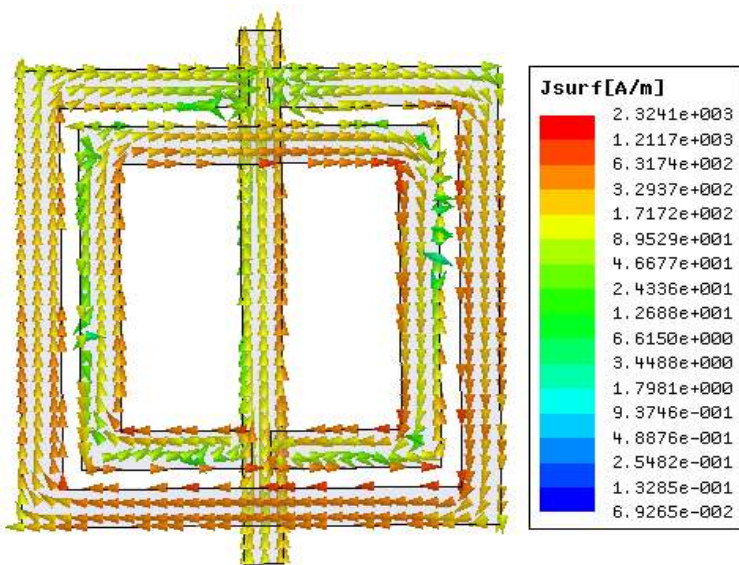 Jsurf[A/m]
2.3241e+003
1.2117e+003
6.3174e+002
3.2937e+002
1.7172e+002
8.9529e+001
4.6677e+001
2.4336e+001
1.2688e+001
6.6150e+000
3.4488e+000
1.7981e+000
9.3746e-001
4.8876e-001
2.5482e-001
1.3285e-001
6.9265e-002